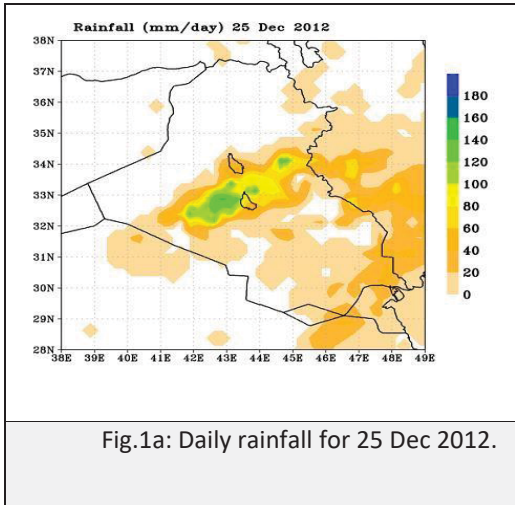 Rainfall (mm/day) 25 Dec 2012
38N
37N
36N
35N
34N
33N
32N
31N
30N
29N
28N
38E 39E 40E 41E 42E 43E 44E 45E 46E 47E 48E 49E
180
160
140
120
100
80
60
40
20
0
Fig.1a: Daily rainfall for 25 Dec 2012.